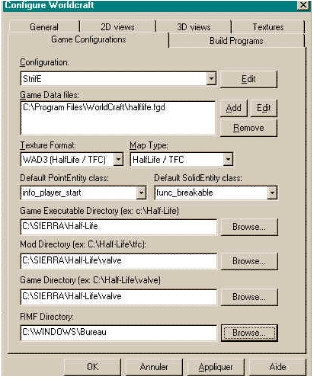 Configure Worldcraft
General 2D views 3D views Textures
Game Configurations Build Programs
Configuration:
StrifE Edit
Game Data files:
C:\Program Files\WorldCraft\halflife.fgd
Add Edit
Remove
Texture Format: Map Type:
WAD3 (HalfLife / TFC) HalfLife / TFC
Default PointEntity class: Default SolidEntity class:
info_player_start func_breakable
Game Executable Directory (ex: c:\Half-Life)
C:\SIERRA\Half-Life Browse...
Mod Directory (ex: C:\Half-Life\tfc):
C:\SIERRA\Half-Life\valve Browse...
Game Directory (ex: C:\Half-Life\valve)
C:\SIERRA\Half-Life\valve Browse...
RMF Directory:
C:\WINDOWS\Bureau Browse...
OK Annuler Appliquer Aide